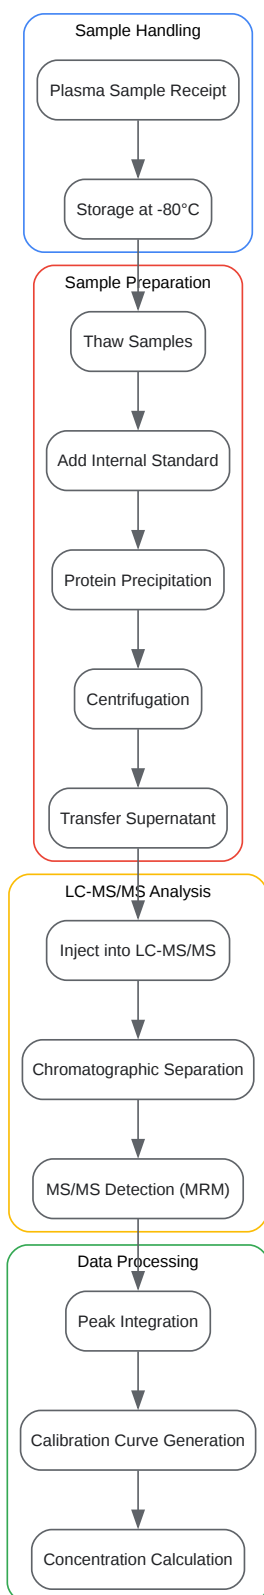 Sample Handling
Plasma Sample Receipt
Storage at -80°C
Sample Preparation
Thaw Samples
Add Internal Standard
Protein Precipitation
Centrifugation
Transfer Supernatant
LC-MS/MS Analysis
Inject into LC-MS/MS
Chromatographic Separation
MS/MS Detection (MRM)
Data Processing
Peak Integration
Calibration Curve Generation
Concentration Calculation